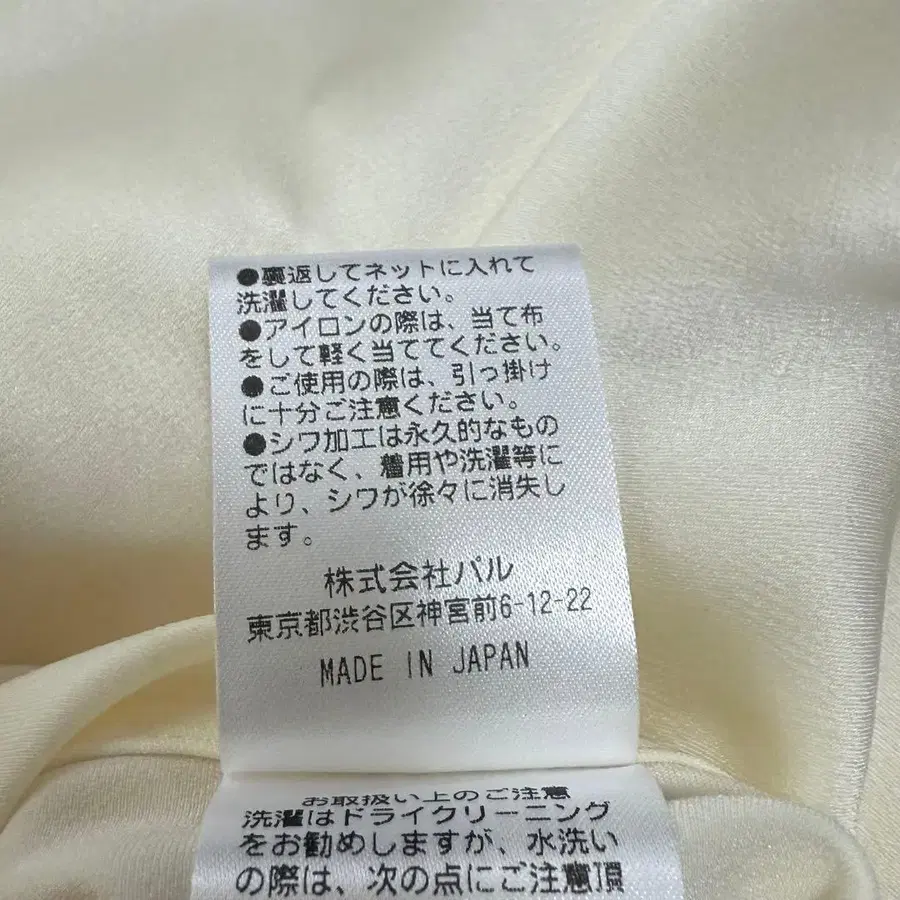 ●裏返してネットに入れて
洗濯してください。
●アイロンの際は、当て布
をして軽く当ててください。
●ご使用の際は、引っ掛け
に十分ご注意ください。
●シワ加工は永久的なもの
ではなく、着用や洗濯等に
より、シワが徐々に消失し
ます。
株式会社パル
東京都渋谷区神宮前6-12-22
MADE IN JAPAN
お取扱い上のご注意
洗濯はドライクリーニング
をお勧めしますが、水洗い
の際は、次の点にご注意頂